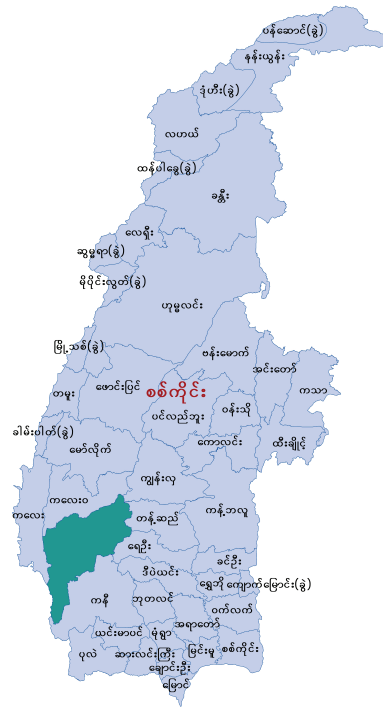 ပန်ဆောင်(ခွဲ)
နန်းယွန်း
ဒုံဟီး(ခွဲ)
လဟယ်
ထန်ပါခွေ(ခွဲ)
ခန္တီး
လေရှီး
ဆွမ္မရာ(ခွဲ)
မိုပိုင်းလွတ်(ခွဲ)
ဟုမ္မလင်း
မြို့သစ်(ခွဲ)
ဗန်းမောက်
အင်းတော်
ကသာ
တမူး
ဖောင်းပြင်
စစ်ကိုင်း
ပင်လည်ဘူး
ဝန်းသို
ခါမ်းပါတ်(ခွဲ)
မော်လိုက်
ကောလင်း
ထီးချိုင့်
ကျွန်းလှ
ကလေးဝ
ကလေး
တန့်ဆည်
ကန့်ဘလူ
ရေဦး
ခင်ဦး
ဒီပဲယင်း
ရွှေဘို
ကျောက်မြောင်း(ခွဲ)
ကနီ
ဘုတလင်
ဝက်လက်
အရာတော်
ယင်းမာပင်
မုံရွာ
ပုလဲ
ဆားလင်းကြီး
မြင်းမူ
စစ်ကိုင်း
ချောင်းဦး
မြောင်